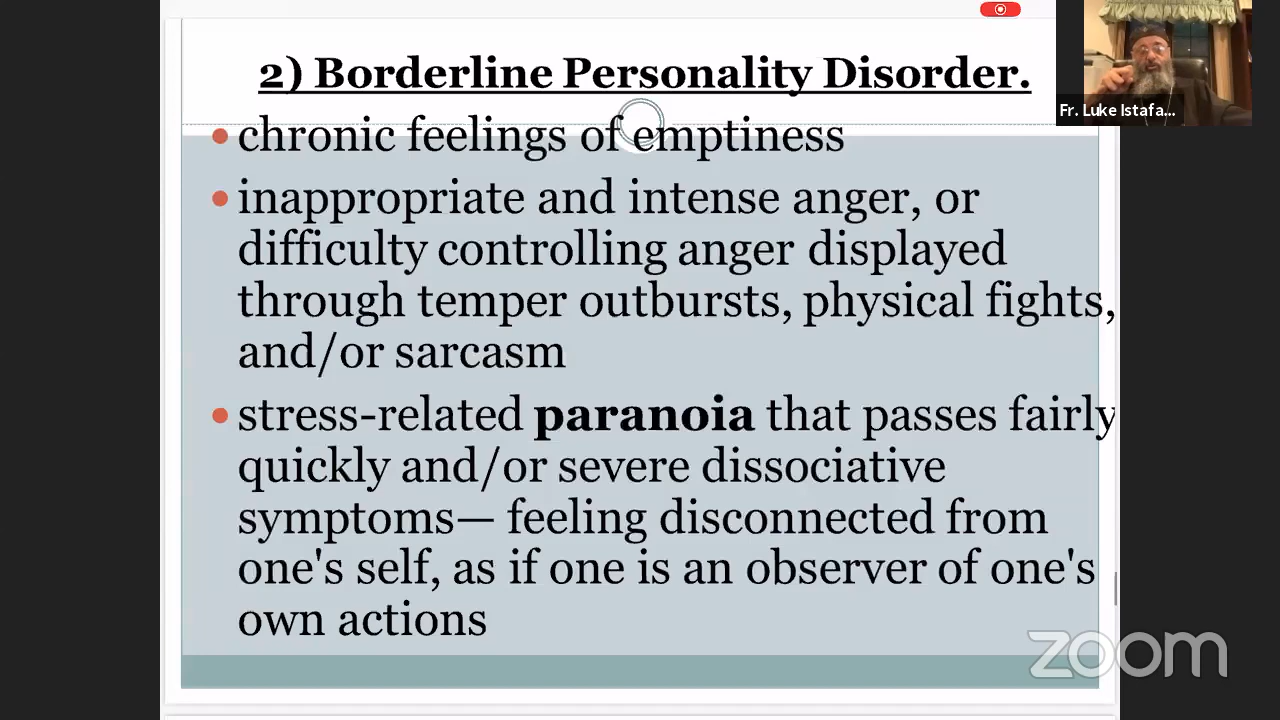 2) Borderline Personality Disorder.
Fr. Luke Istafa...
• chronic feelings of emptiness
• inappropriate and intense anger, or
difficulty controlling anger displayed
through temper outbursts, physical fights,
and/or sarcasm
• stress-related paranoia that passes fairly
quickly and/or severe dissociative
symptoms— feeling disconnected from
one's self, as if one is an observer of one's
own actions
zoom